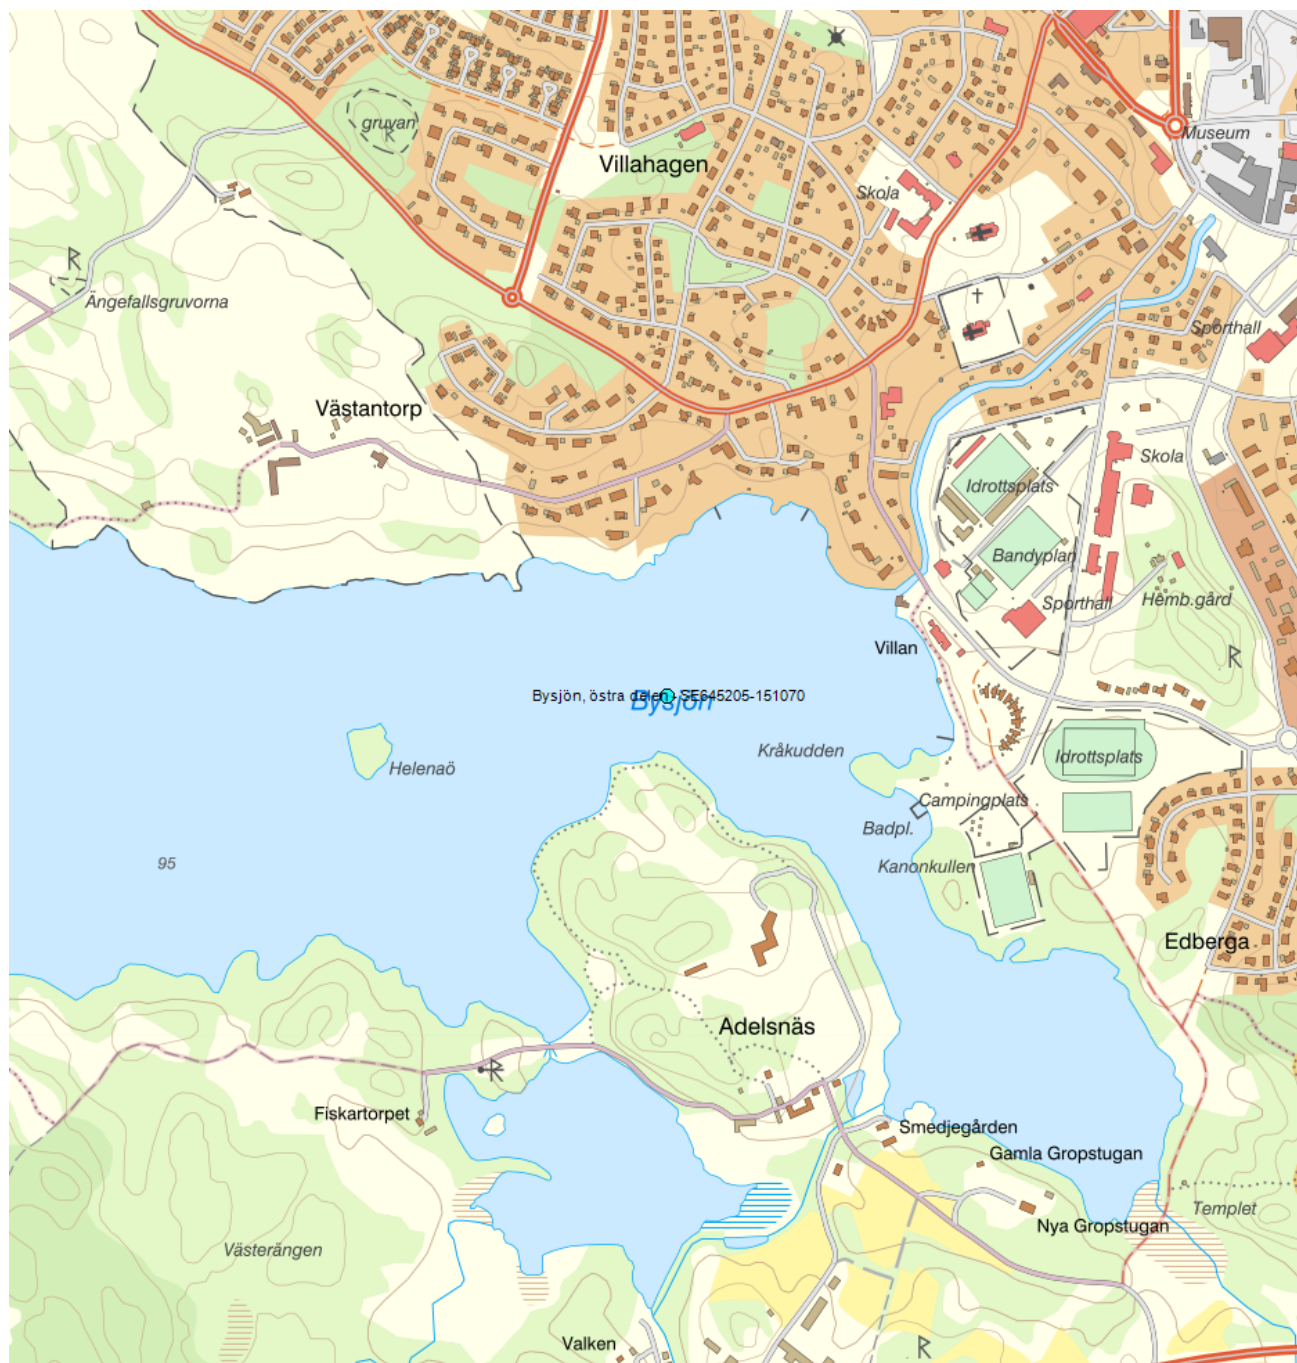 gruvan
Museum
Villahagen
Skola
Ängefallsgruvorna
Sporthall
Västantorp
Skola
Idrottsplats
Bandyplan
Sporthall
Hemb.gård
Villan
Bysjön, östra delen - SE645205-151070
Bysjön
Kråkudden
Idrottsplats
Helenaö
Campingplats
Badpl.
95
Kanonkullen
Edberga
Adelsnäs
Fiskartorpet
Smedjegården
Gamla Gropstugan
Templet
Nya Gropstugan
Västerängen
Valken